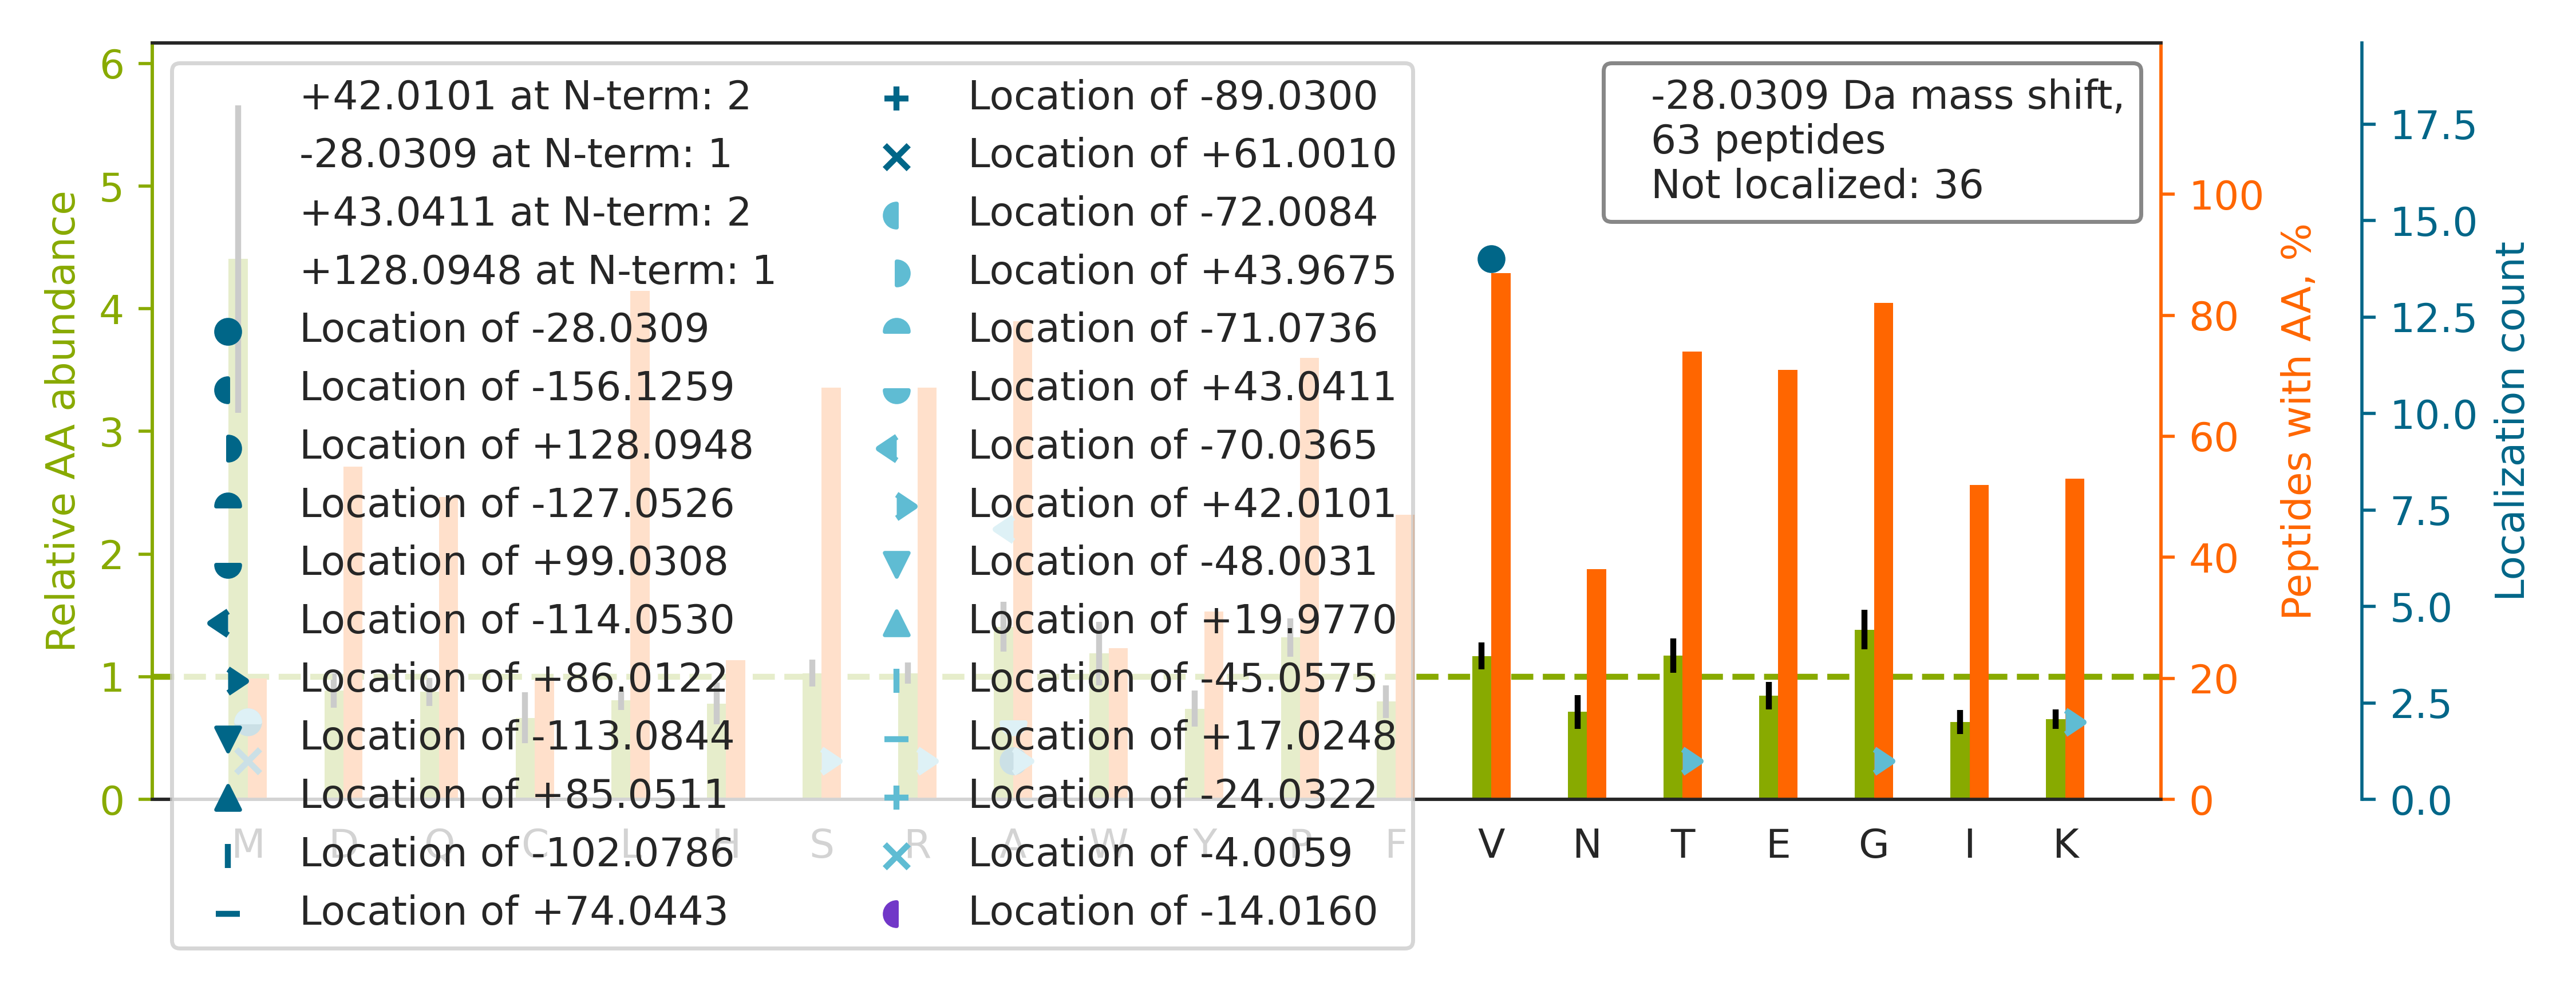 6
5
4
3
2
1
0
Relative AA abundance
+42.0101 at N-term: 2
-28.0309 at N-term: 1
+43.0411 at N-term: 2
+128.0948 at N-term: 1
Location of -28.0309
Location of -156.1259
Location of +128.0948
Location of -127.0526
Location of +99.0308
Location of -114.0530
Location of +86.0122
Location of -113.0844
Location of +85.0511
Location of -102.0786
Location of +74.0443
Location of -89.0300
Location of +61.0010
Location of -72.0084
Location of +43.9675
Location of -71.0736
Location of +43.0411
Location of -70.0365
Location of +42.0101
Location of -48.0031
Location of +19.9770
Location of -45.0575
Location of +17.0248
Location of -24.0322
Location of -4.0059
Location of -14.0160
-28.0309 Da mass shift,
63 peptides
Not localized: 36
M D Q C L H S R A W Y P F V N T E G I K
100
80
60
40
20
0
Peptides with AA, %
17.5
15.0
12.5
10.0
7.5
5.0
2.5
0.0
Localization count